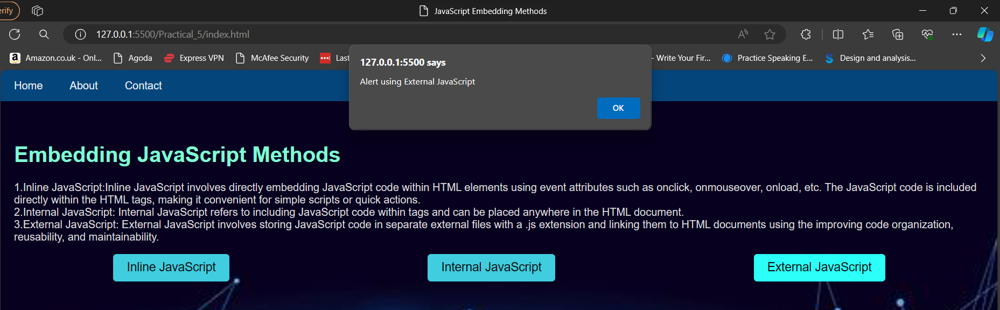 erify
JavaScript Embedding Methods
127.0.0.1:5500/Practical_5/index.html
Amazon.co.uk - Onl... Agoda Express VPN McAfee Security Last - Write Your Fir... Practice Speaking E... Design and analysis...
127.0.0.1:5500 says
Alert using External JavaScript
OK
Home About Contact
Embedding JavaScript Methods
1.Inline JavaScript:Inline JavaScript involves directly embedding JavaScript code within HTML elements using event attributes such as onclick, onmouseover, onload, etc. The JavaScript code is included
directly within the HTML tags, making it convenient for simple scripts or quick actions.
2.Internal JavaScript: Internal JavaScript refers to including JavaScript code within tags and can be placed anywhere in the HTML document.
3.External JavaScript: External JavaScript involves storing JavaScript code in separate external files with a .js extension and linking them to HTML documents using the improving code organization,
reusability, and maintainability.
Inline JavaScript Internal JavaScript External JavaScript